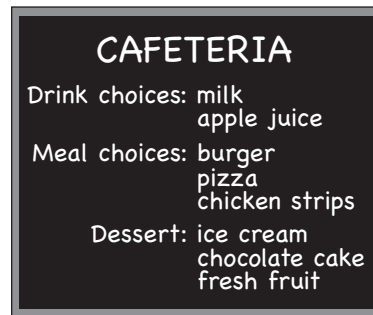 CAFETERIA
Drink choices: milk
apple juice
Meal choices: burger
pizza
chicken strips
Dessert: ice cream
chocolate cake
fresh fruit